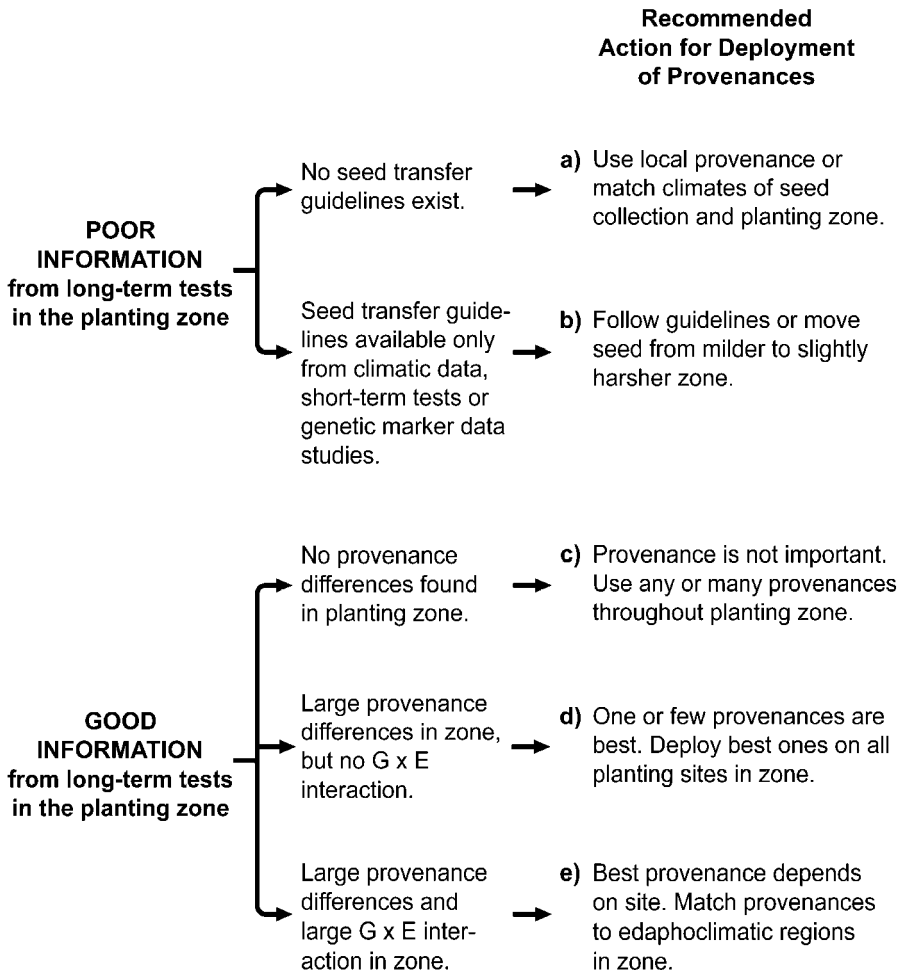 Recommended
Action for Deployment
of Provenances
POOR
INFORMATION
from long-term tests
in the planting zone
No seed transfer
guidelines exist.
a) Use local provenance or
match climates of seed
collection and planting zone.
Seed transfer guide-
lines available only
from climatic data,
short-term tests or
genetic marker data
studies.
b) Follow guidelines or move
seed from milder to slightly
harsher zone.
GOOD
INFORMATION
from long-term tests
in the planting zone
No provenance
differences found
in planting zone.
c) Provenance is not important.
Use any or many provenances
throughout planting zone.
Large provenance
differences in zone,
but no G x E
interaction.
d) One or few provenances are
best. Deploy best ones on all
planting sites in zone.
Large provenance
differences and
large G x E inter-
action in zone.
e) Best provenance depends
on site. Match provenances
to edaphoclimatic regions
in zone.